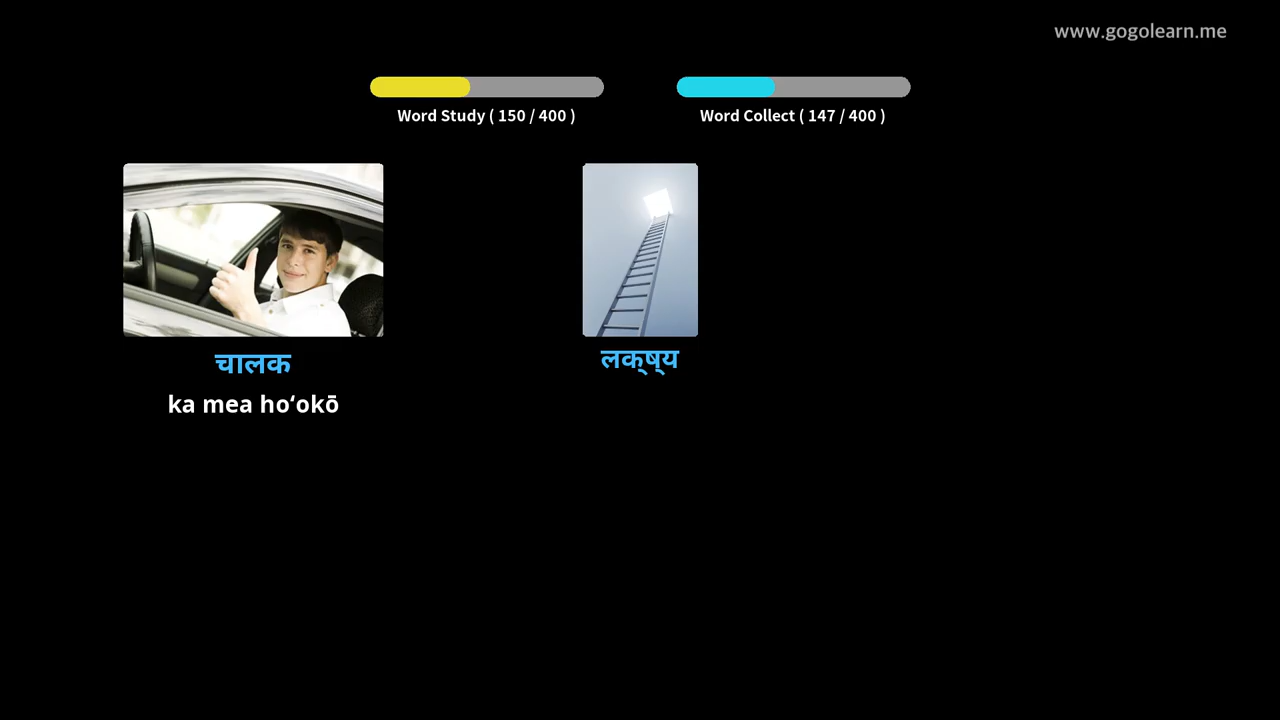 www.gogolearn.me
Word Study ( 150 / 400 )
Word Collect ( 147 / 400 )
चालक
लक्ष्य
ka mea hoʻokō